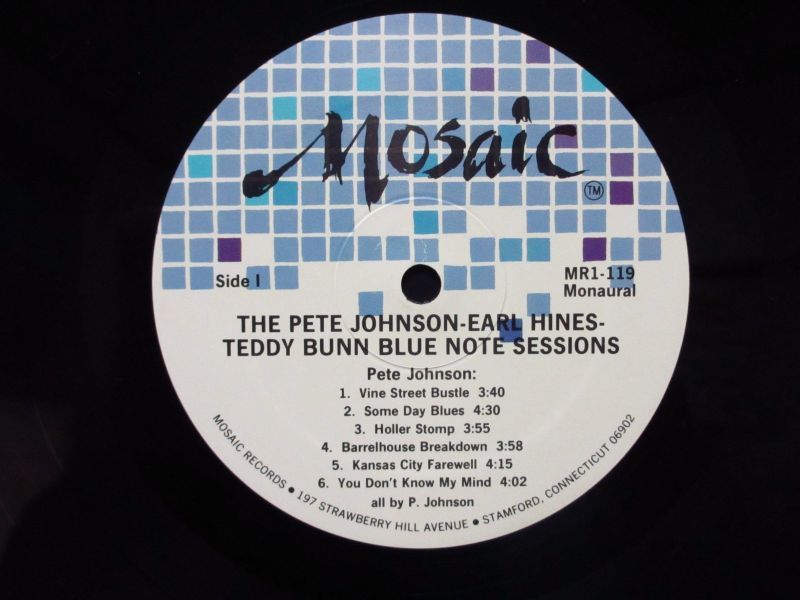 Mosaic
TM
Side I
MR1-119
Monaural
THE PETE JOHNSON-EARL HINES-
TEDDY BUNN BLUE NOTE SESSIONS
Pete Johnson:
1. Vine Street Bustle 3:40
2. Some Day Blues 4:30
3. Holler Stomp 3:55
4. Barrelhouse Breakdown 3:58
5. Kansas City Farewell 4:15
6. You Don't Know My Mind 4:02
all by P. Johnson
MOSAIC RECORDS • 197 STRAWBERRY HILL AVENUE • STAMFORD, CONNECTICUT 06902